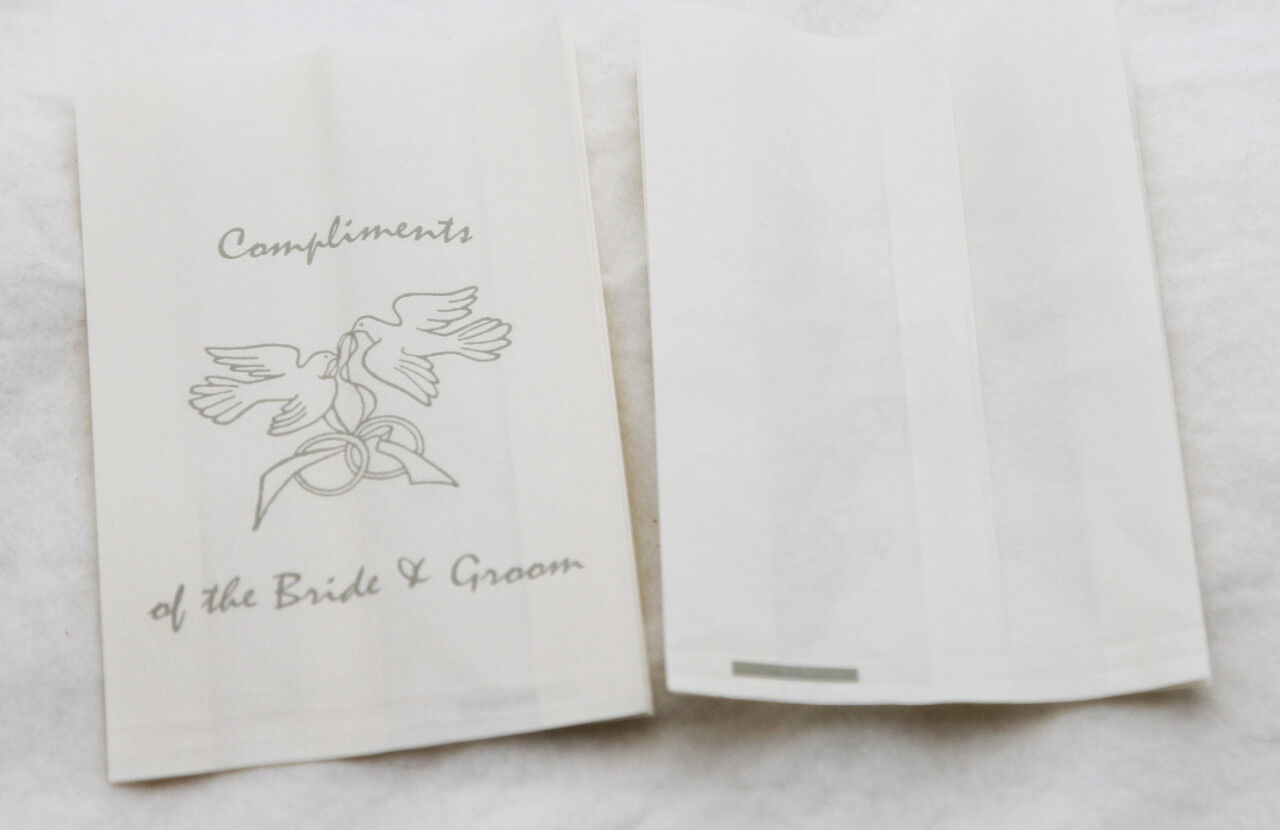 Compliments
of the Bride & Groom